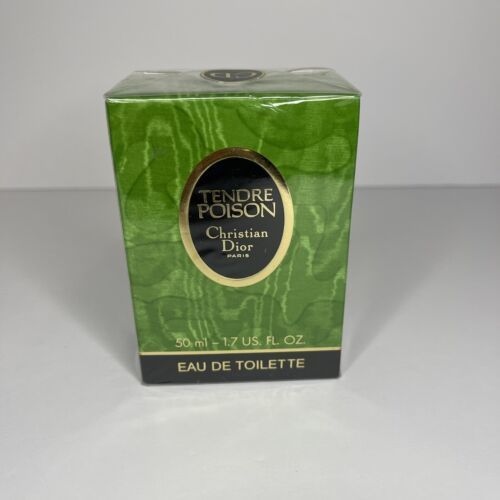 TENDRE
POISON
Christian
Dior
PARIS
50 ml – 1.7 US. FL. OZ.
EAU DE TOILETTE